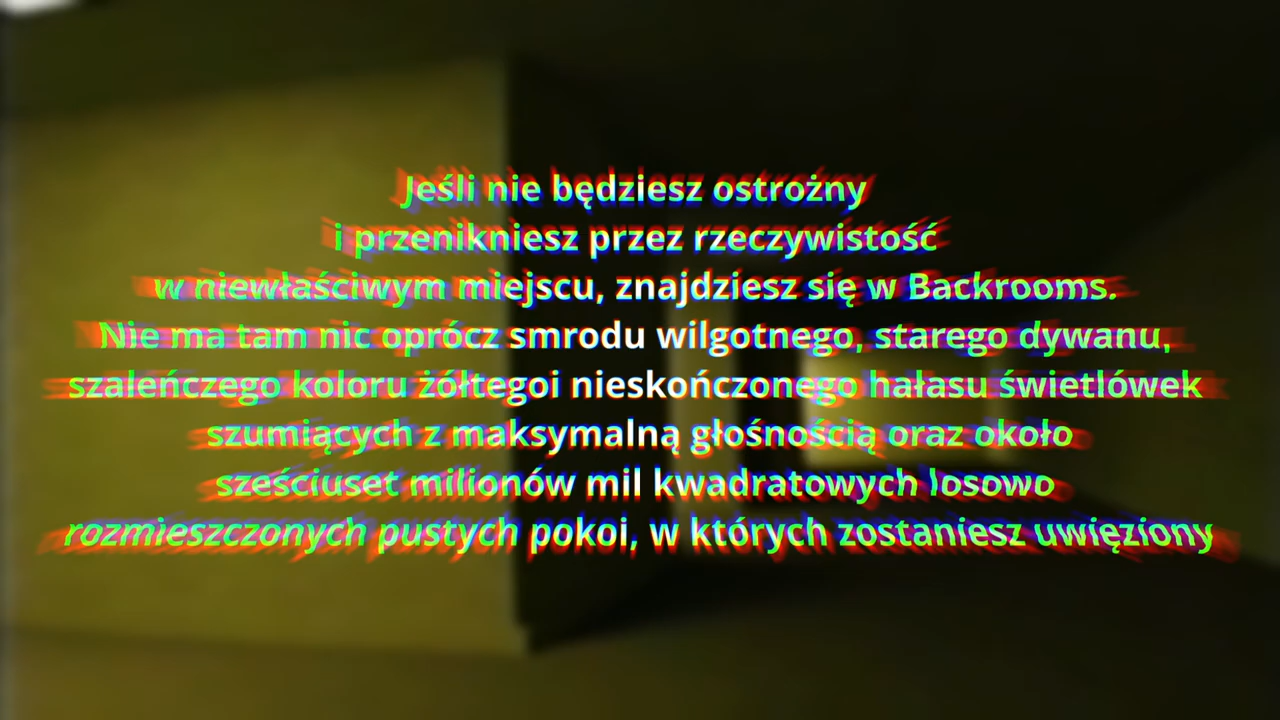 Jeśli nie będziesz ostrożny
i przenikniesz przez rzeczywistość
w niewłaściwym miejscu, znajdziesz się w Backrooms.
Nie ma tam nic oprócz smrodu wilgotnego, starego dywanu,
szaleńczego koloru żółtegoi nieskończonego hałasu świetlówek
szumiących z maksymalną głośnością oraz około
sześciuset milionów mil kwadratowych losowo
rozmieszczonych pustych pokoi, w których zostaniesz uwięziony